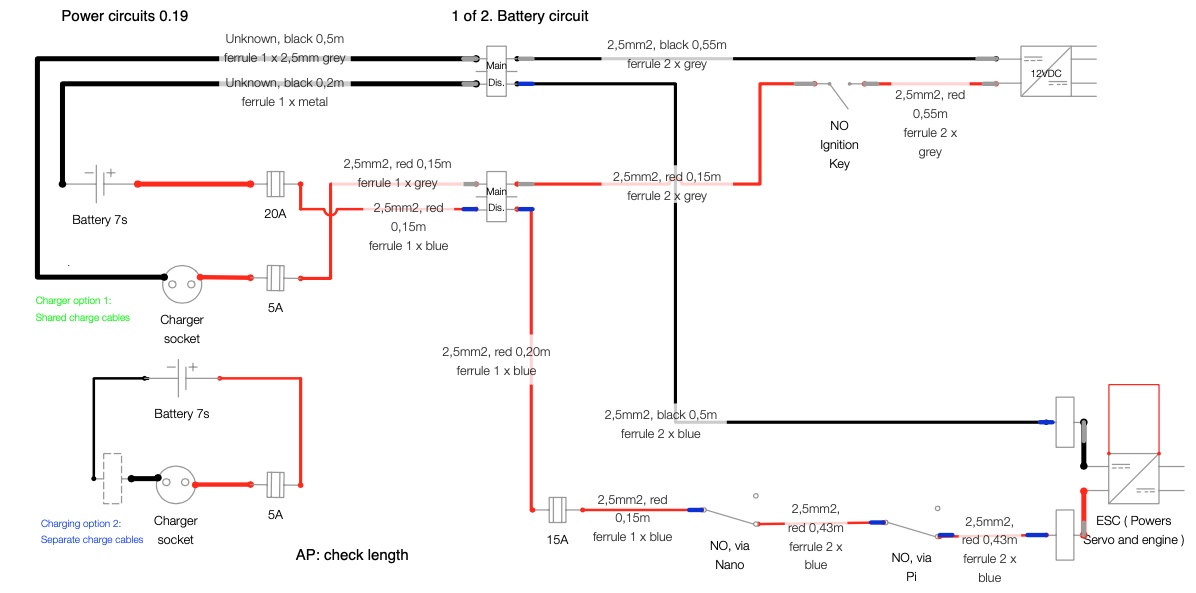 Power circuits 0.19
1 of 2. Battery circuit
Unknown, black 0,5m
ferrule 1 x 2,5mm grey
Unknown, black 0,2m
ferrule 1 x metal
Main
Dis.
2,5mm2, black 0,55m
ferrule 2 x grey
12VDC
2,5mm2, red
0,55m
ferrule 2 x
grey
NO
Ignition
Key
Battery 7s
20A
2,5mm2, red 0,15m
ferrule 1 x grey
2,5mm2, red
0,15m
ferrule 1 x blue
Main
Dis.
2,5mm2, red 0,15m
ferrule 2 x grey
Charger option 1:
Shared charge cables
Charger
socket
5A
2,5mm2, red 0,20m
ferrule 1 x blue
Battery 7s
2,5mm2, black 0,5m
ferrule 2 x blue
Charging option 2:
Separate charge cables
Charger
socket
5A
AP: check length
15A
2,5mm2, red
0,15m
ferrule 1 x blue
NO, via
Nano
2,5mm2,
red 0,43m
ferrule 2 x
blue
NO, via
Pi
2,5mm2,
red 0,43m
ferrule 2 x
blue
ESC ( Powers
Servo and engine )